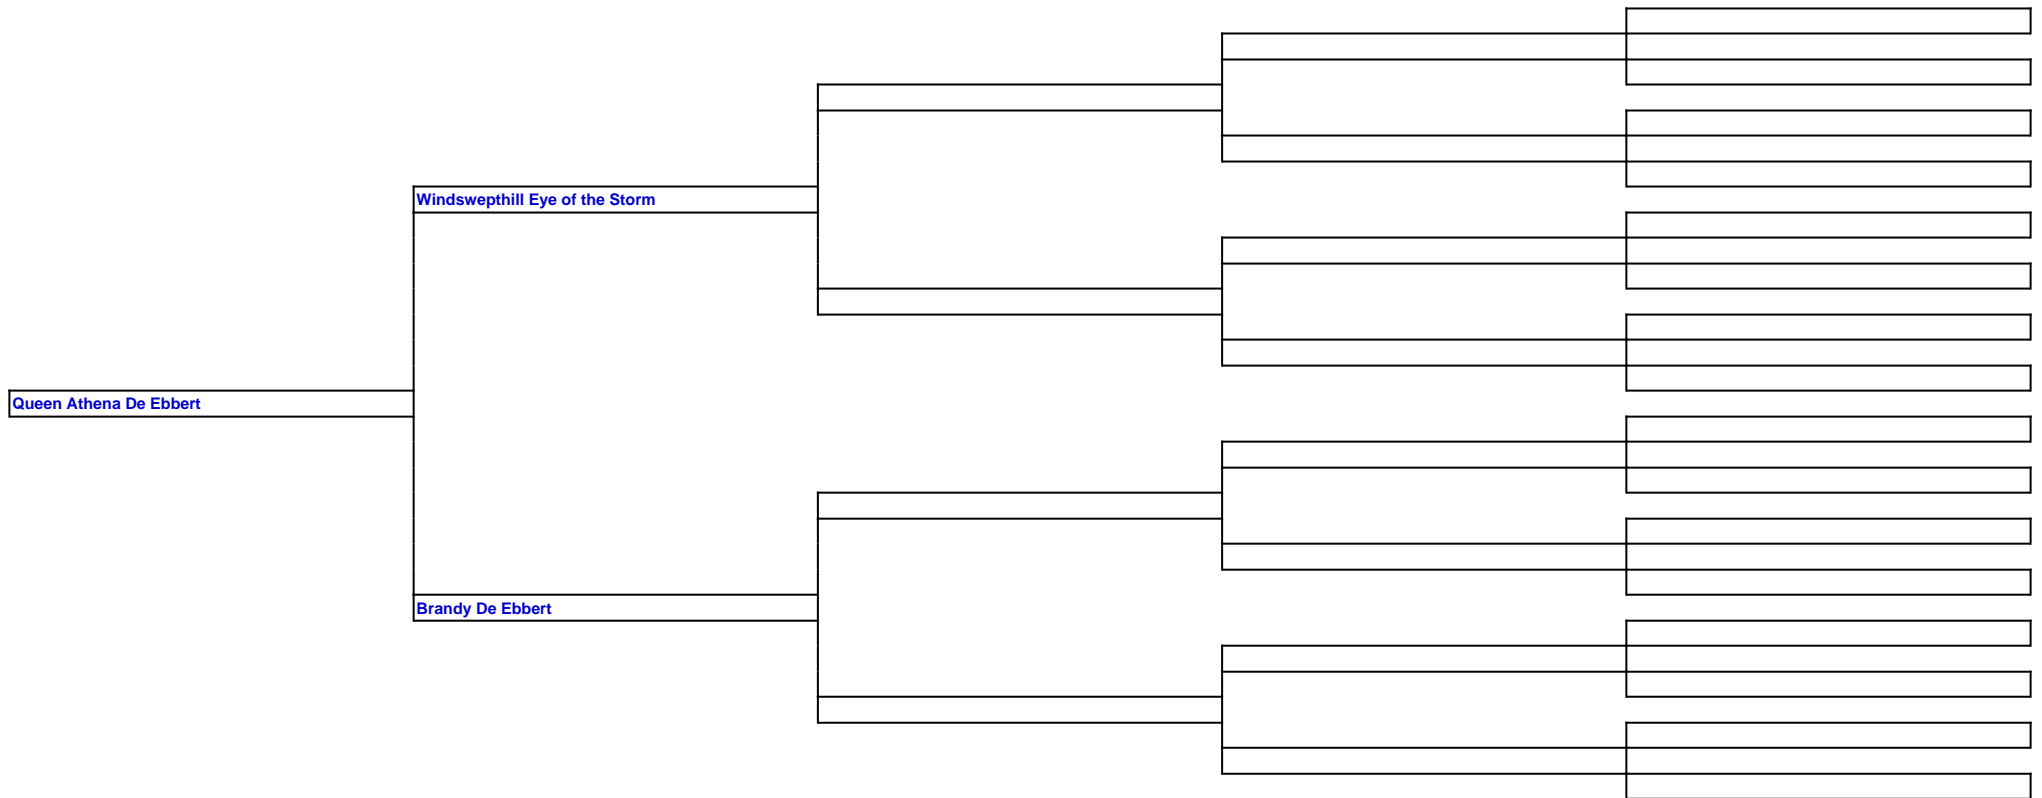 Windswepthill Eye of the Storm
Queen Athena De Ebbert
Brandy De Ebbert